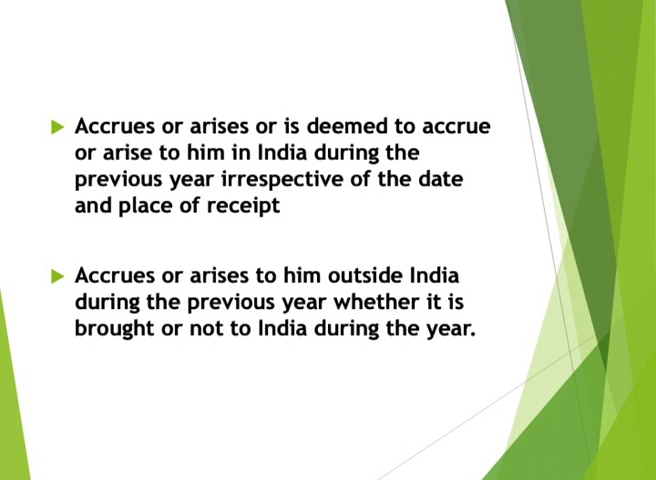 Accrues or arises or is deemed to accrue
or arise to him in India during the
previous year irrespective of the date
and place of receipt
Accrues or arises to him outside India
during the previous year whether it is
brought or not to India during the year.